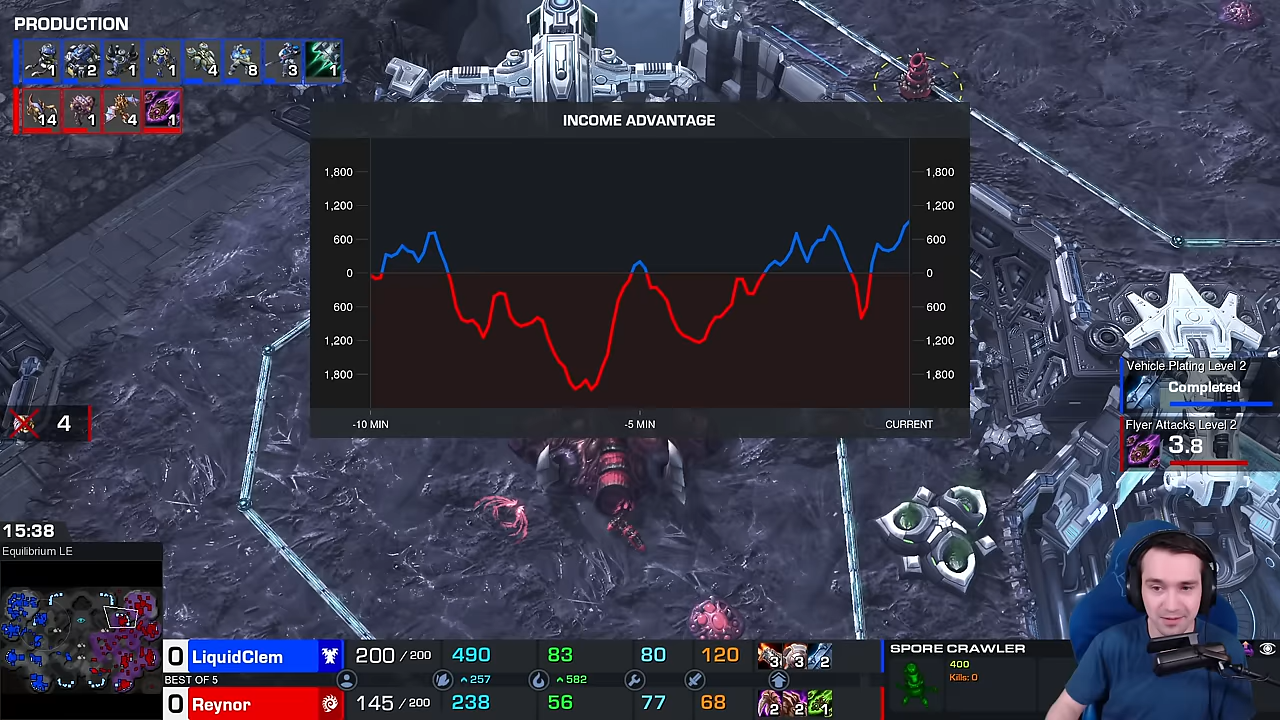 PRODUCTION
2 1 1 4 8 3 1
14 1 4 1
INCOME ADVANTAGE
1,800 1,800
1,200 1,200
600 600
0 0
600 600
1,200 1,200
1,800 1,800
-10 MIN -5 MIN CURRENT
Vehicle Plating Level 2
Completed
Flyer Attacks Level 2
3.8
4
15:38
Equilibrium LE
0 LiquidClem 200 / 200 490 83 80 120 3 3 2
BEST OF 5 257 582
0 Reynor 145 / 200 238 56 77 68 2 2 1
SPORE CRAWLER
400
Kills: 0